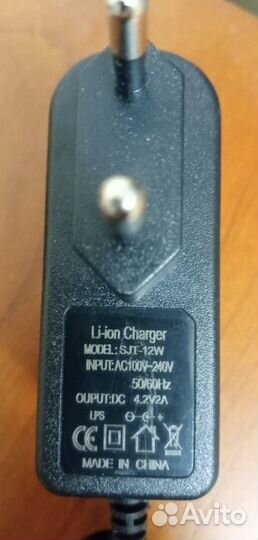 Li-ion Charger
MODEL: SJT-12W
INPUT:AC100V~240V
50/60Hz
OUPUT:DC 4.2V2A
LPS
CE
MADE IN CHINA
Avito